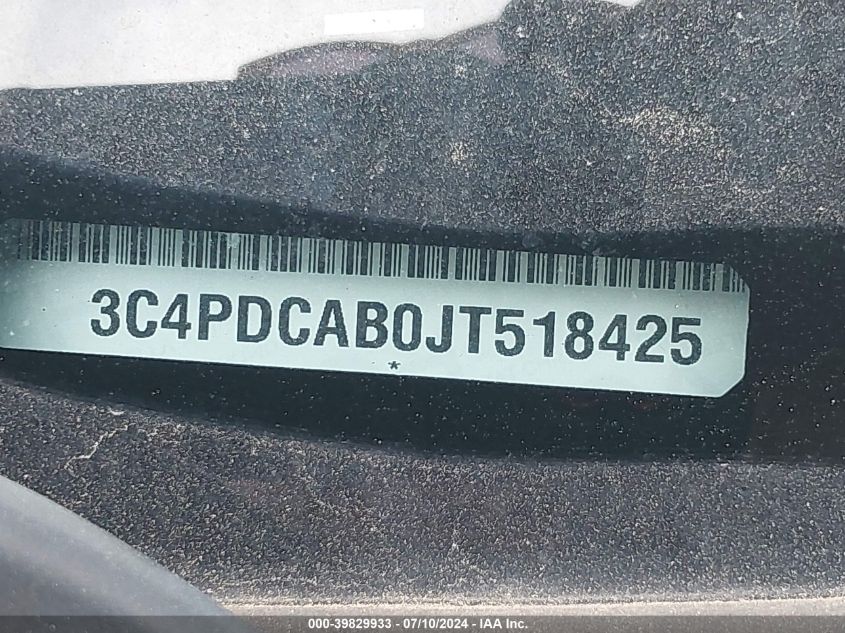 3C4PDCAB0JT518425
*
000-39829933 - 07/10/2024 - IAA Inc.